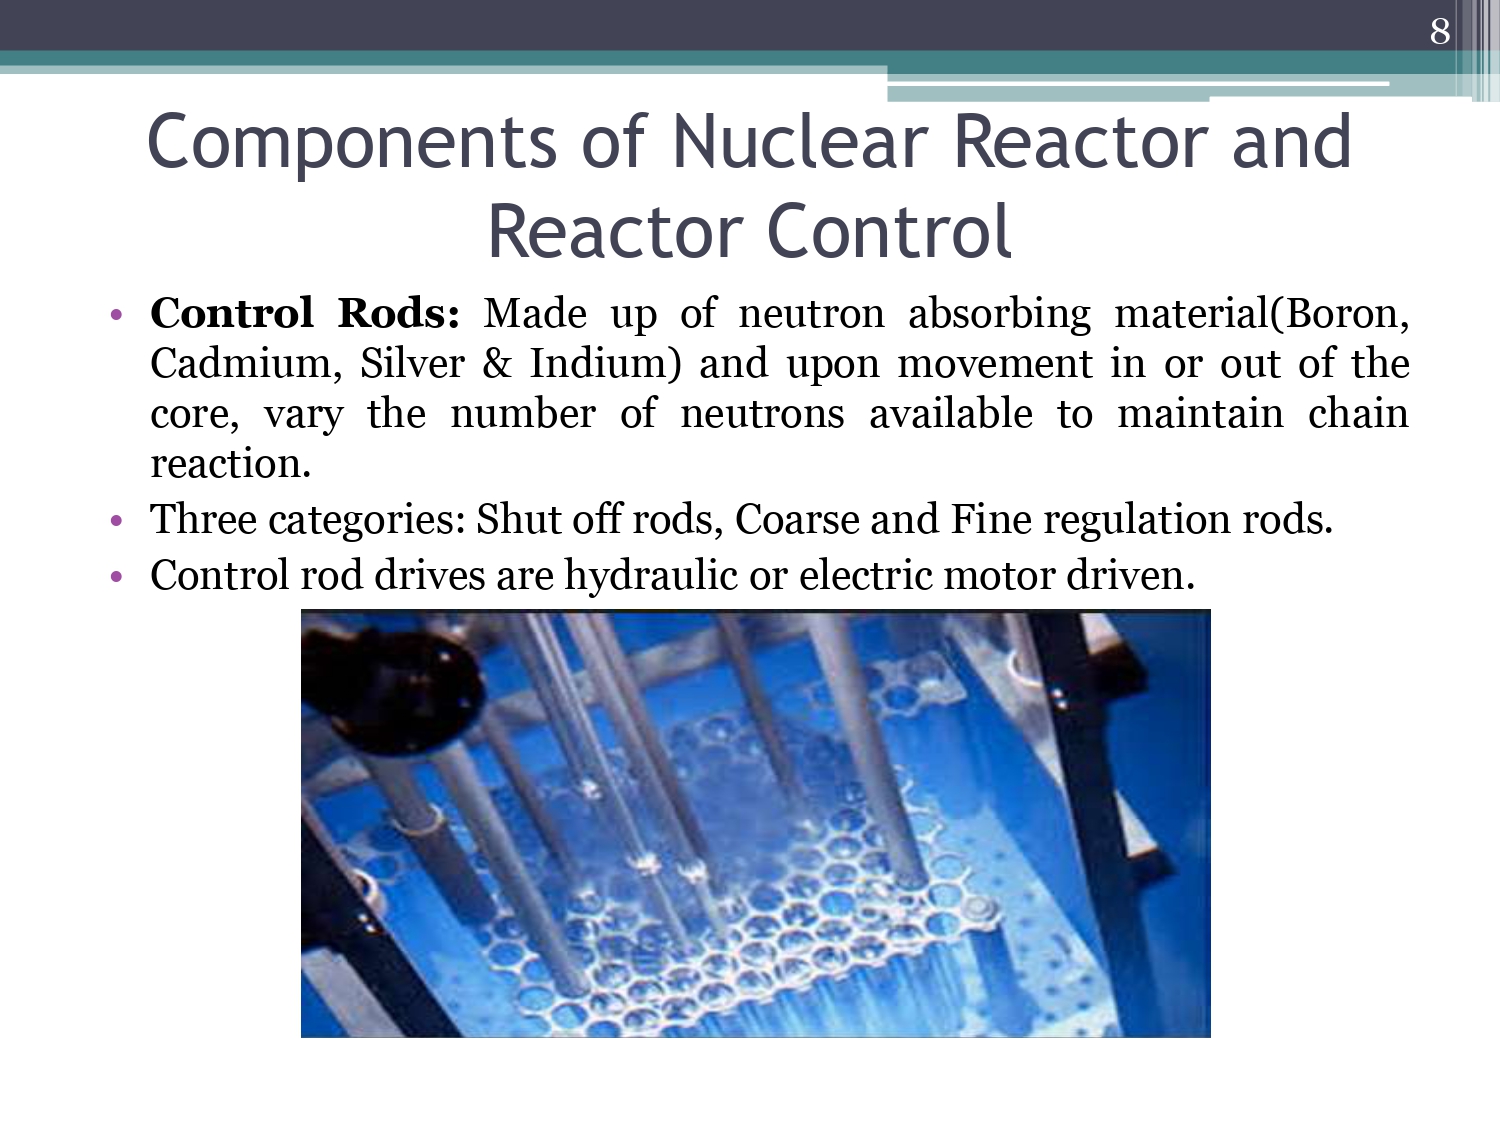 8
Components of Nuclear Reactor and
Reactor Control
• Control Rods: Made up of neutron absorbing material(Boron,
Cadmium, Silver & Indium) and upon movement in or out of the
core, vary the number of neutrons available to maintain chain
reaction.
• Three categories: Shut off rods, Coarse and Fine regulation rods.
• Control rod drives are hydraulic or electric motor driven.